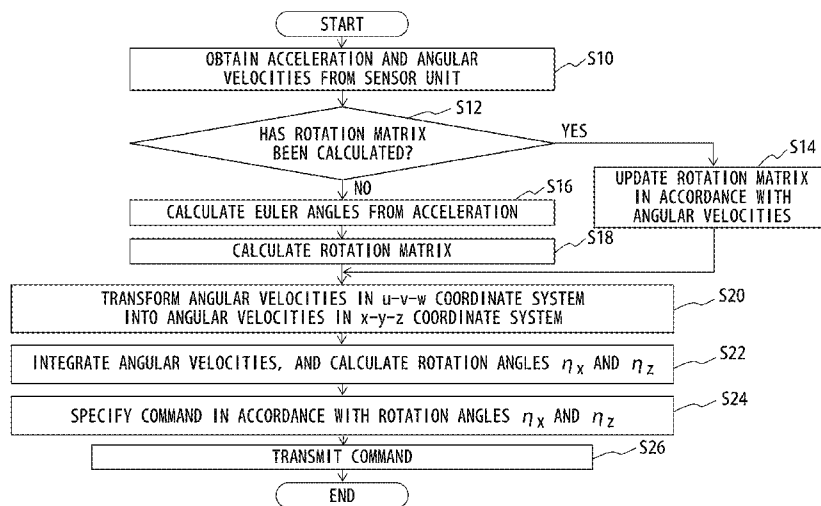 START
OBTAIN ACCELERATION AND ANGULAR
VELOCITIES FROM SENSOR UNIT
S10
S12
HAS ROTATION MATRIX
BEEN CALCULATED?
YES
NO
S14
UPDATE ROTATION MATRIX
IN ACCORDANCE WITH
ANGULAR VELOCITIES
S16
CALCULATE EULER ANGLES FROM ACCELERATION
S18
CALCULATE ROTATION MATRIX
TRANSFORM ANGULAR VELOCITIES IN u-v-w COORDINATE SYSTEM
INTO ANGULAR VELOCITIES IN x-y-z COORDINATE SYSTEM
S20
INTEGRATE ANGULAR VELOCITIES, AND CALCULATE ROTATION ANGLES ηx AND ηz
S22
SPECIFY COMMAND IN ACCORDANCE WITH ROTATION ANGLES ηx AND ηz
S24
TRANSMIT COMMAND
S26
END